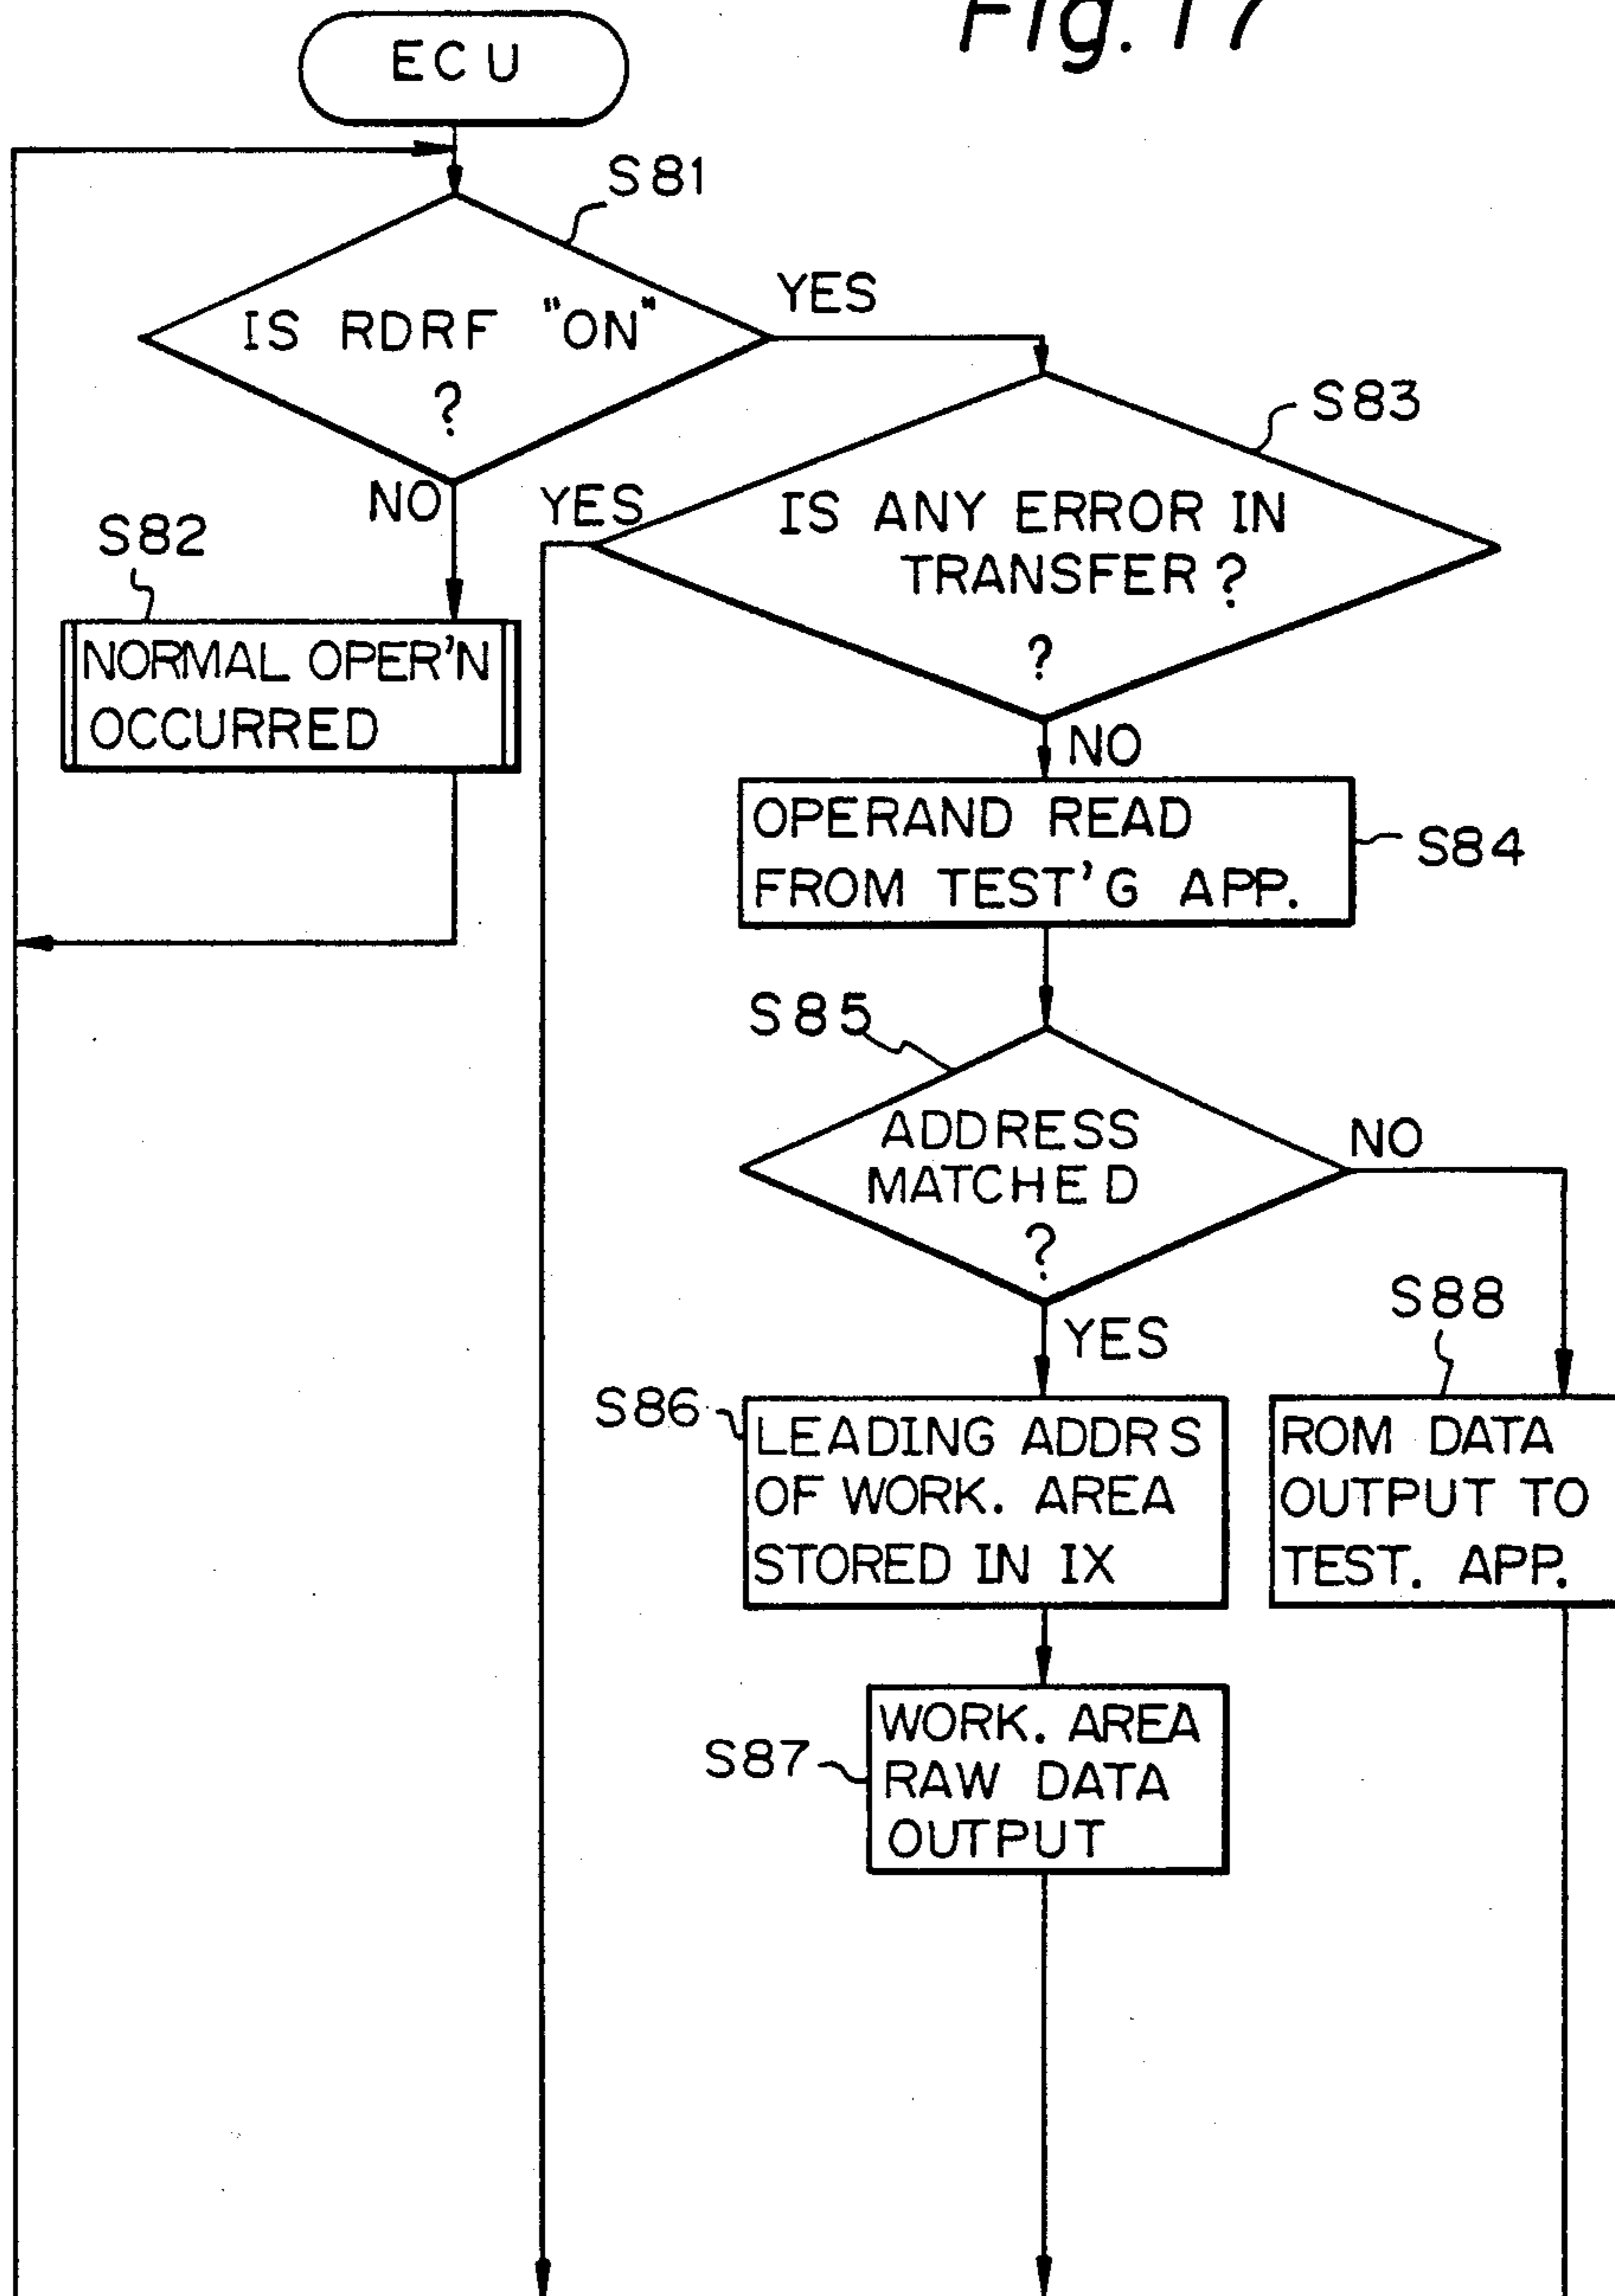 Fig. 17
ECU
S81
IS RDRF "ON"
?
YES
NO
S82
NORMAL OPER'N
OCCURRED
S83
IS ANY ERROR IN
TRANSFER ?
?
YES
NO
OPERAND READ
FROM TEST'G APP.
S84
S85
ADDRESS
MATCHED
?
NO
YES
S86
LEADING ADDRS
OF WORK. AREA
STORED IN IX
S88
ROM DATA
OUTPUT TO
TEST. APP.
S87
WORK. AREA
RAW DATA
OUTPUT